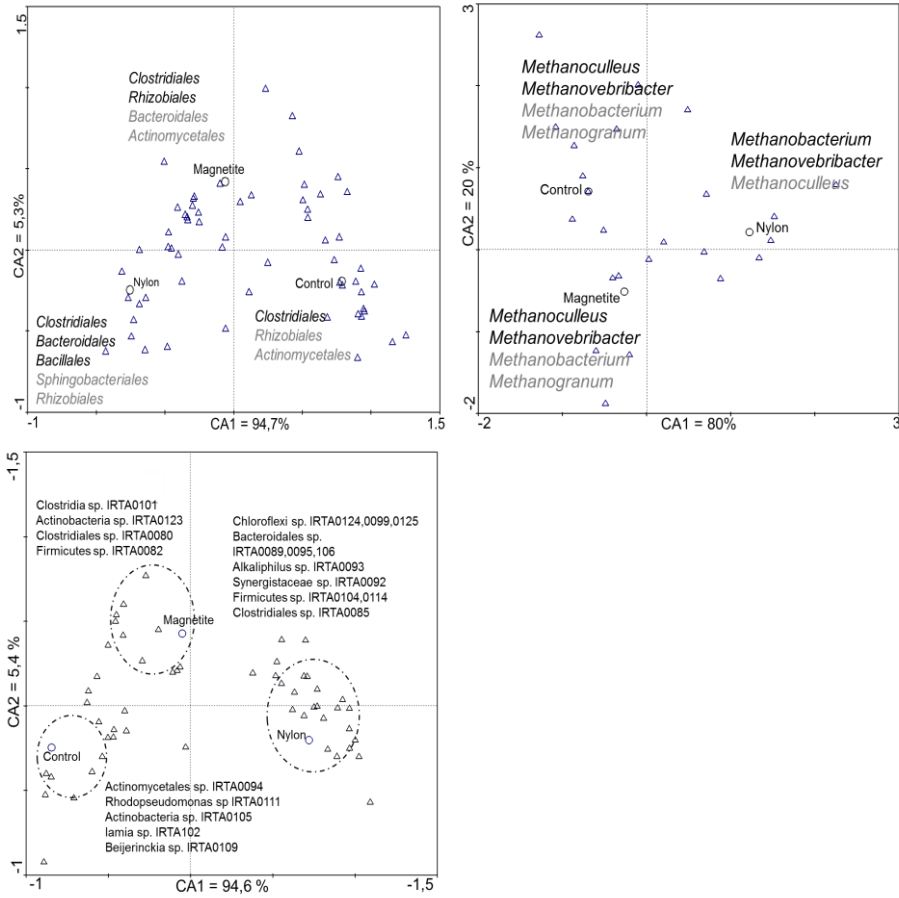 1.5
Clostridiales
Rhizobiales
Bacteroidales
Actinomycetales
Magnetite
CA2 = 5,3%
Nylon
Control
Clostridiales
Rhizobiales
Actinomycetales
Clostridiales
Bacteroidales
Bacillales
Sphingobacteriales
Rhizobiales
-1
-1
CA1 = 94,7%
1.5
3
Methanoculleus
Methanovebribacter
Methanobacterium
Methanogranum
Methanobacterium
Methanovebribacter
Methanoculleus
CA2 = 20 %
Control
Nylon
Magnetite
Methanoculleus
Methanovebribacter
Methanobacterium
Methanogranum
-2
-2
CA1 = 80%
3
-1,5
Clostridia sp. IRTA0101
Actinobacteria sp. IRTA0123
Clostridiales sp. IRTA0080
Firmicutes sp. IRTA0082
Chloroflexi sp. IRTA0124,0099,0125
Bacteroidales sp.
IRTA0089,0095,106
Alkaliphilus sp. IRTA0093
Synergistaceae sp. IRTA0092
Firmicutes sp. IRTA0104,0114
Clostridiales sp. IRTA0085
Magnetite
CA2 = 5,4 %
Nylon
Control
Actinomycetales sp. IRTA0094
Rhodopseudomonas sp IRTA0111
Actinobacteria sp. IRTA0105
Iamia sp. IRTA102
Beijerinckia sp. IRTA0109
-1
-1
CA1 = 94,6 %
-1,5